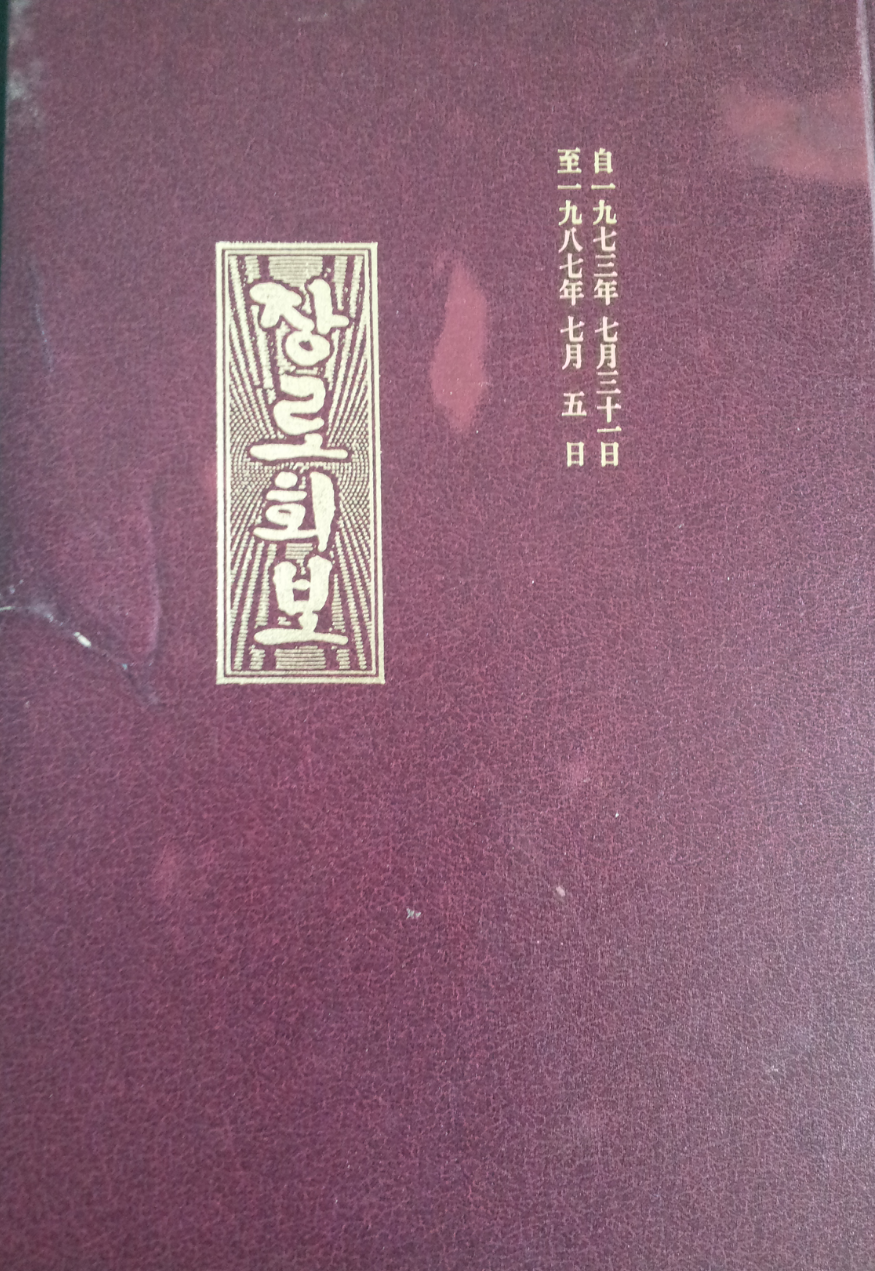 自一九七三年 七月三十一日
至一九八七年 七月 五 日
장로회보